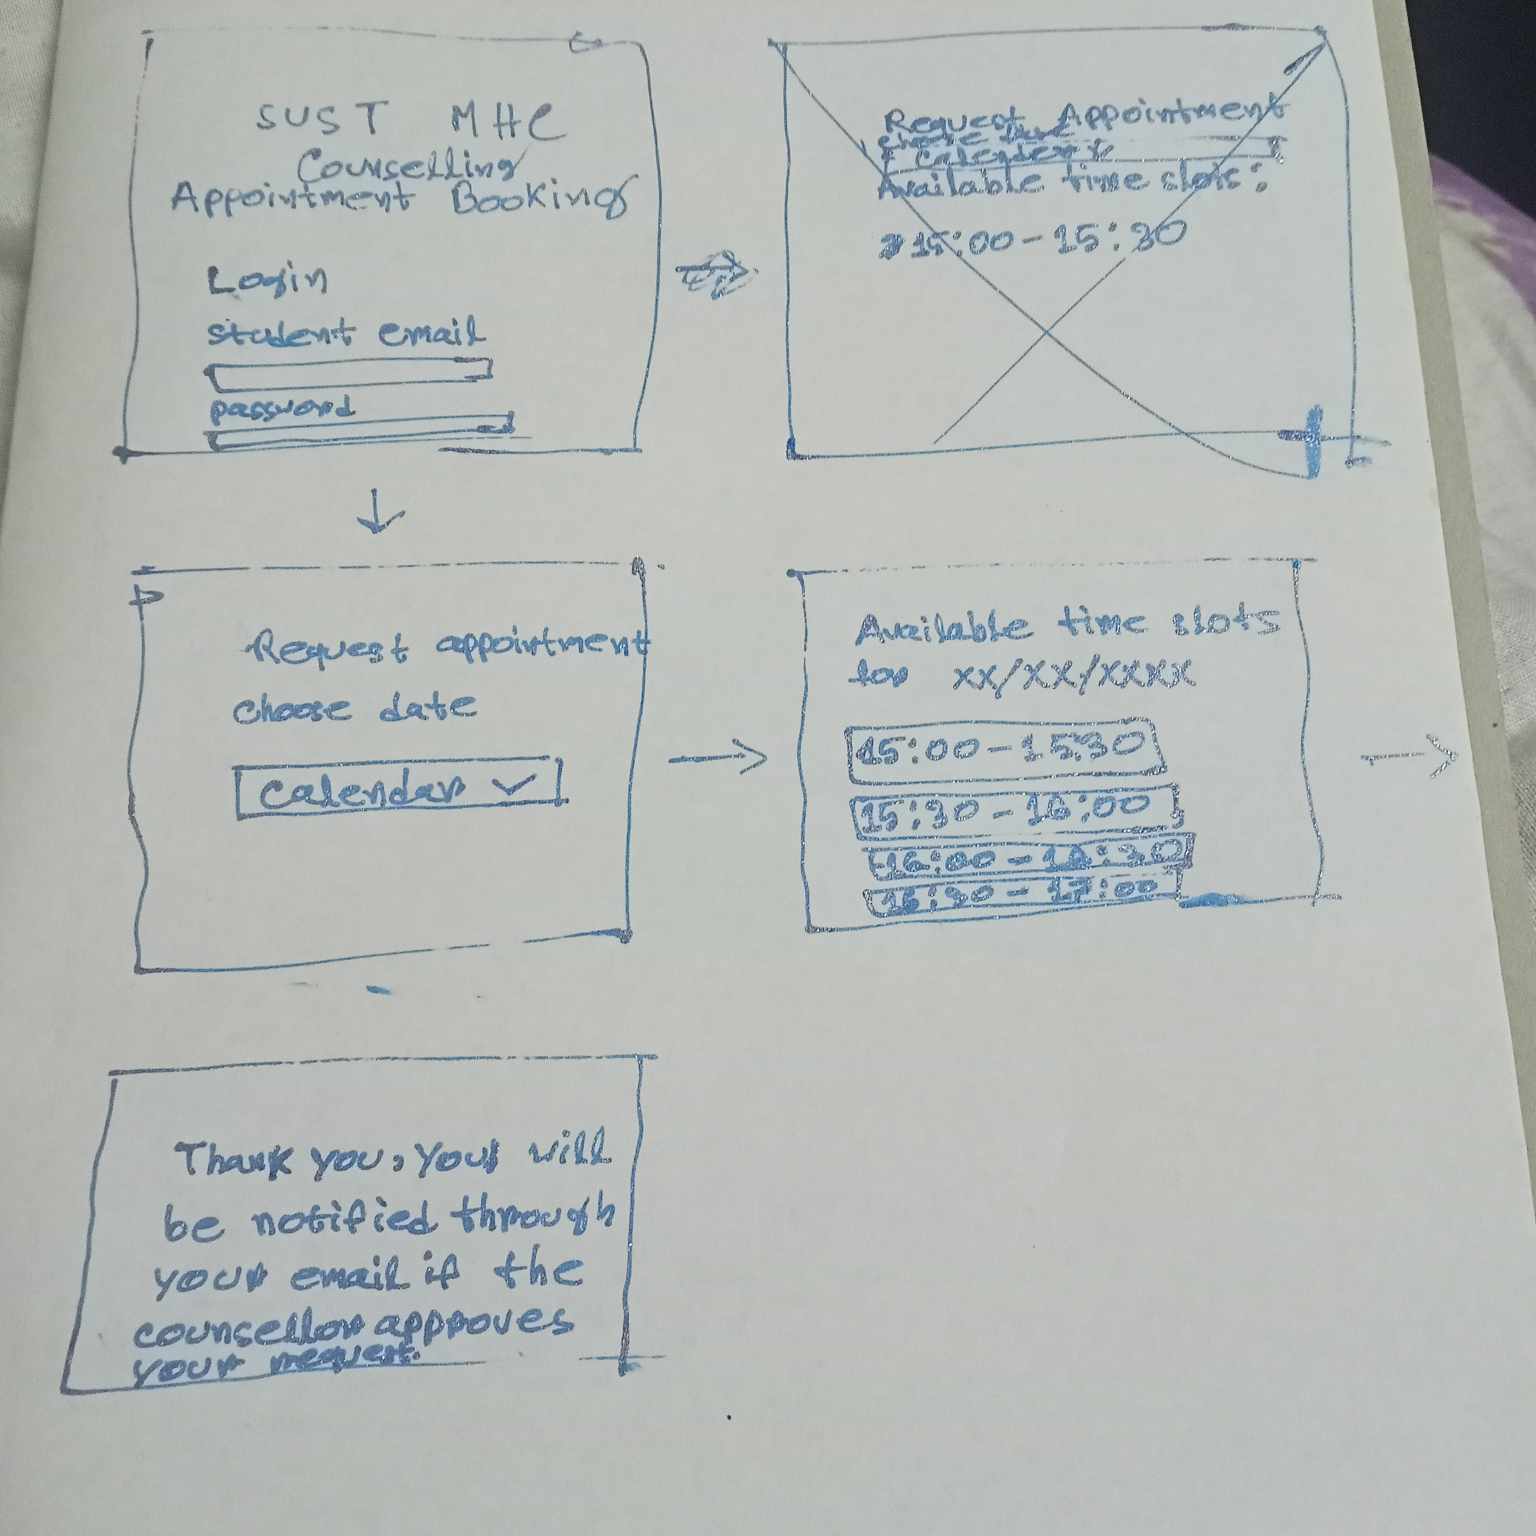 SUST MHC
Counselling
Appointment Booking
Login
student email
password
Request Appointment
choose date
Calendar
Available time slots:
15:00-15:30
Request appointment
choose date
Calendar
Available time slots
for xx/xx/xxxx
15:00-15:30
15:30-16:00
16:00-16:30
16:30-17:00
Thank you, you will
be notified through
your email if the
counsellor approves
your request.